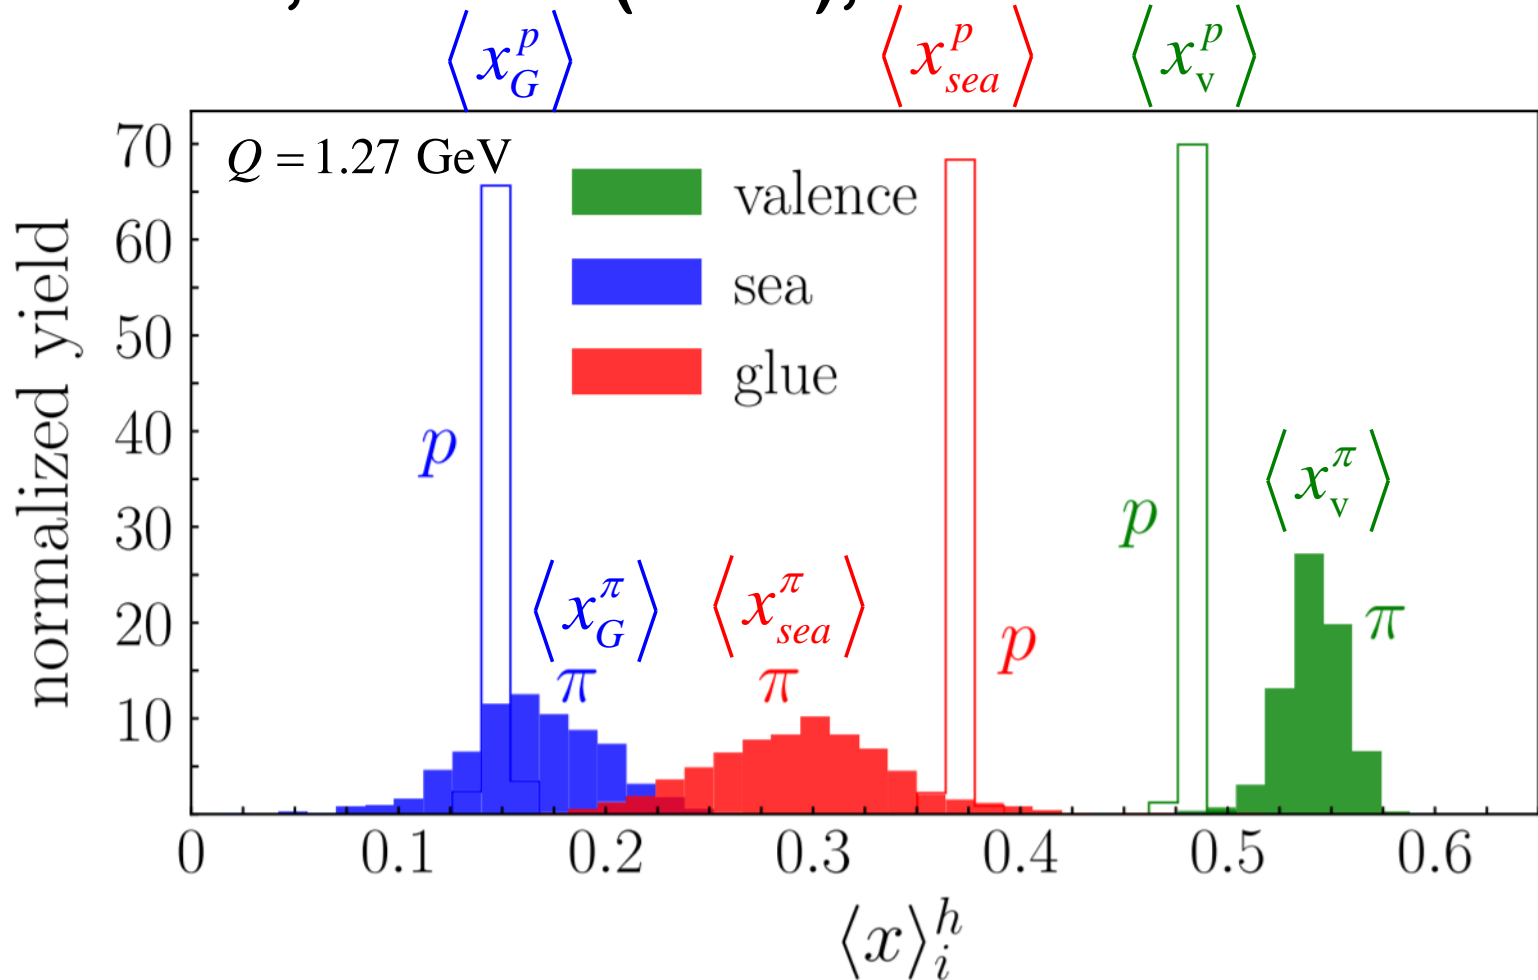 ⟨x_G^p⟩ ⟨x_sea^p⟩ ⟨x_v^p⟩
70
Q = 1.27 GeV
valence
60
sea
50
glue
40
p
⟨x_v^π⟩
30
p
⟨x_G^π⟩ ⟨x_sea^π⟩
20
π
p
π π
10
normalized yield
0 0.1 0.2 0.3 0.4 0.5 0.6
⟨x⟩_i^h